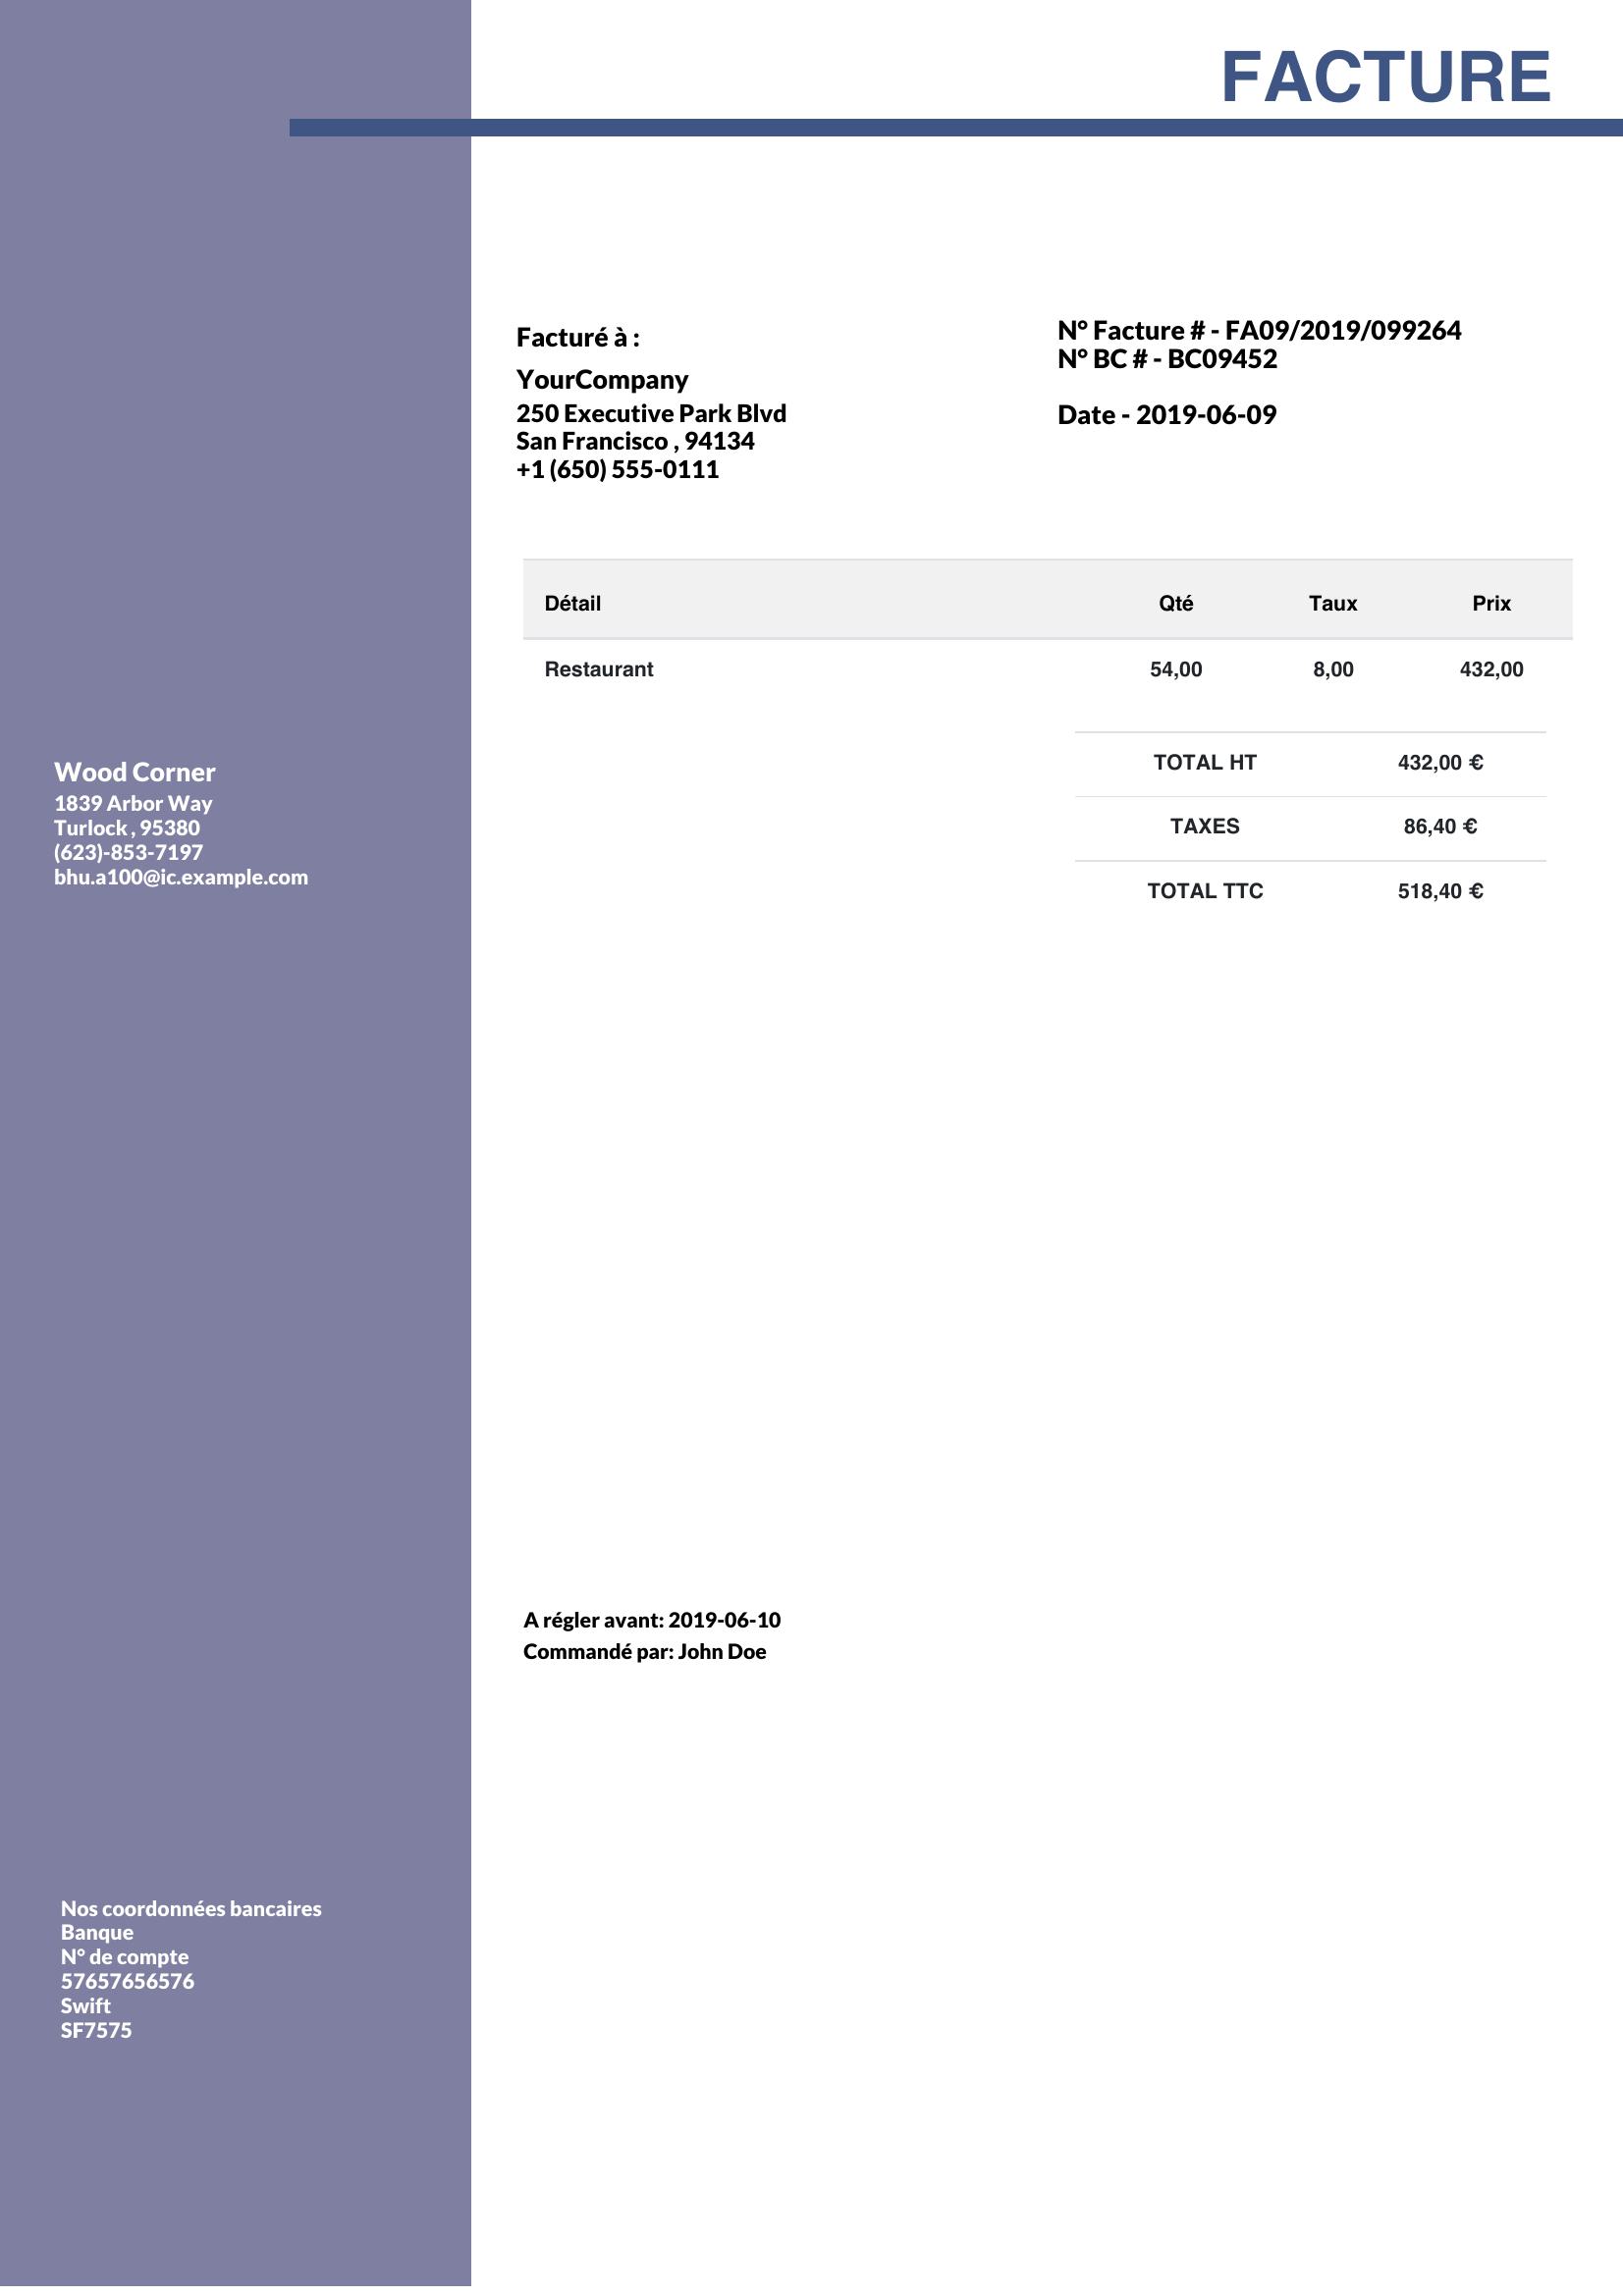 FACTURE
Facturé à :
YourCompany
250 Executive Park Blvd
San Francisco , 94134
+1 (650) 555-0111
N° Facture # - FA09/2019/099264
N° BC # - BC09452
Date - 2019-06-09
Détail Qté Taux Prix
Restaurant 54,00 8,00 432,00
TOTAL HT 432,00 €
TAXES 86,40 €
TOTAL TTC 518,40 €
Wood Corner
1839 Arbor Way
Turlock , 95380
(623)-853-7197
bhu.a100@ic.example.com
A régler avant: 2019-06-10
Commandé par: John Doe
Nos coordonnées bancaires
Banque
N° de compte
57657656576
Swift
SF7575